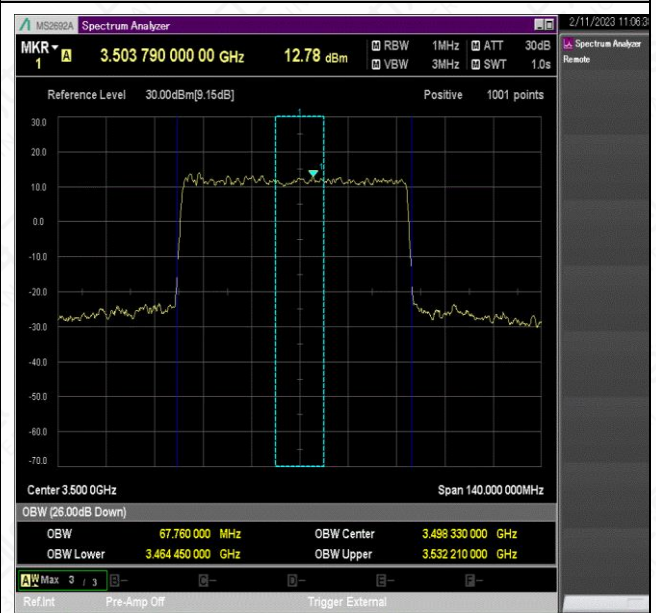 MS2692A Spectrum Analyzer
2/11/2023 11:06:3
MKR 1 A 3.503 790 000 00 GHz 12.78 dBm
M RBW 1MHz M ATT 30dB
M VBW 3MHz M SWT 1.0s
Spectrum Analyzer
Remote
Reference Level 30.00dBm[9.15dB] Positive 1001 points
1
30.0
20.0
1
10.0
0.0
-10.0
-20.0
-30.0
-40.0
-50.0
-60.0
-70.0
Center 3.500 0GHz Span 140.000 000MHz
OBW (26.00dB Down)
OBW 67.760 000 MHz OBW Center 3.498 330 000 GHz
OBW Lower 3.464 450 000 GHz OBW Upper 3.532 210 000 GHz
A W Max 3 / 3 B- C- D- E- F-
Ref.Int Pre-Amp Off Trigger External